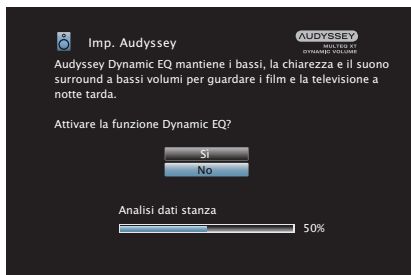 Imp. Audyssey
AUDYSSEY
MULTEQ XT
DYNAMIC VOLUME
Audyssey Dynamic EQ mantiene i bassi, la chiarezza e il suono
surround a bassi volumi per guardare i film e la televisione a
notte tarda.
Attivare la funzione Dynamic EQ?
Sì
No
Analisi dati stanza
50%